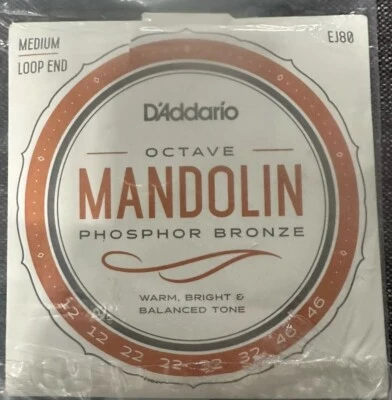 MEDIUM
LOOP END
EJ80
D'Addario
OCTAVE
MANDOLIN
PHOSPHOR BRONZE
WARM, BRIGHT &
BALANCED TONE
12 12 22 22 32 32 46 46